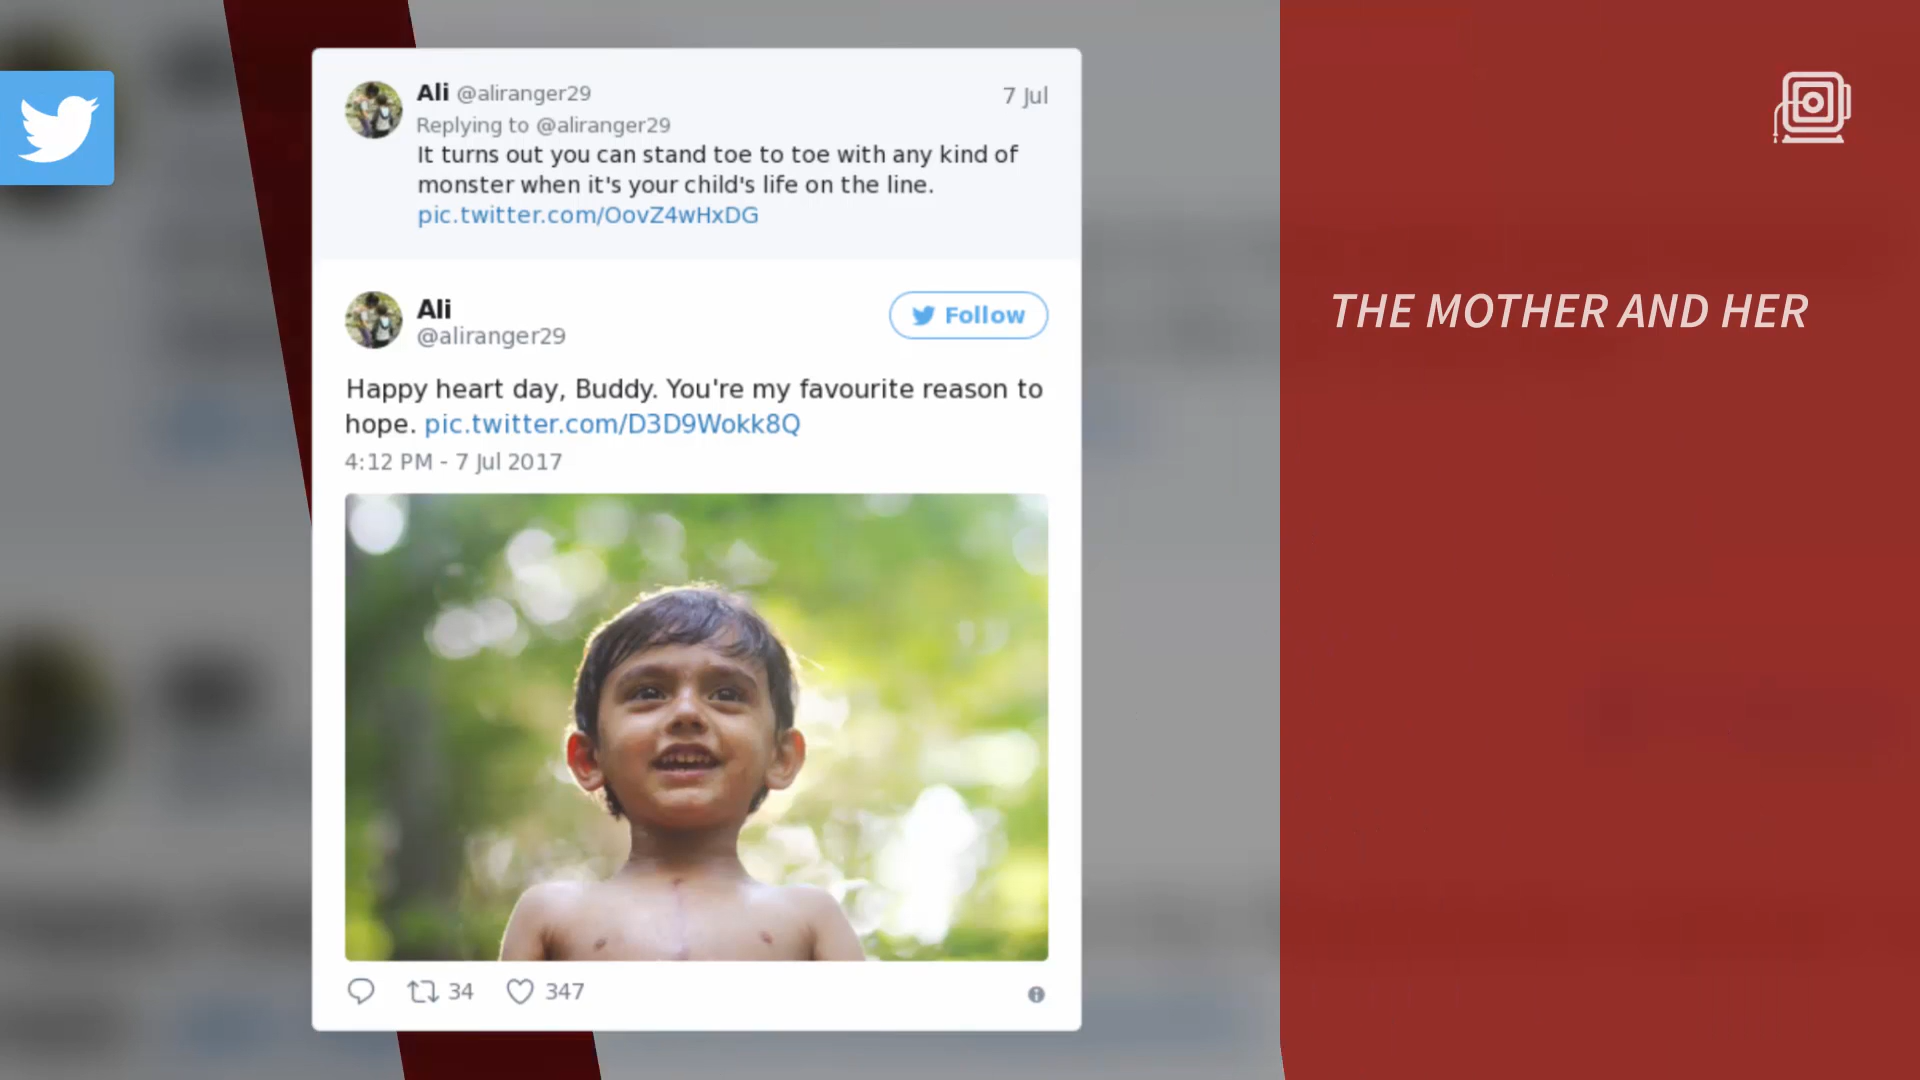 Ali @aliranger29
7 Jul
Replying to @aliranger29
It turns out you can stand toe to toe with any kind of
monster when it's your child's life on the line.
pic.twitter.com/OovZ4wHxDG
Ali
@aliranger29
Follow
Happy heart day, Buddy. You're my favourite reason to
hope. pic.twitter.com/D3D9Wokk8Q
4:12 PM - 7 Jul 2017
34
347
THE MOTHER AND HER